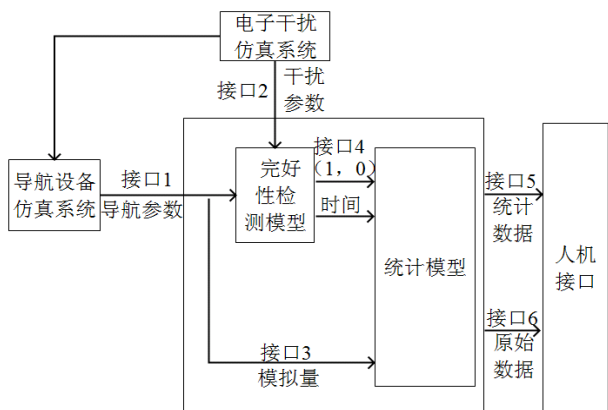 电子干扰
仿真系统
接口2
干扰
参数
导航设备
仿真系统
接口1
导航参数
完好
性检
测模型
接口4
（1，0）
时间
统计模型
接口3
模拟量
接口5
统计
数据
接口6
原始
数据
人机
接口